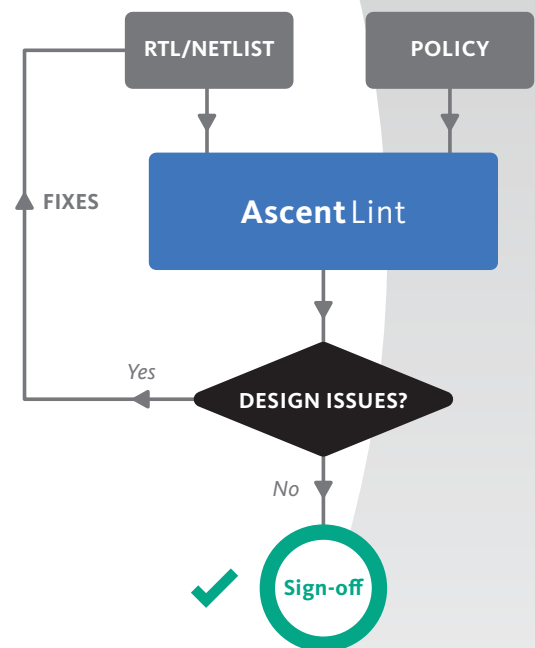 RTL/NETLIST
POLICY
FIXES
Ascent Lint
Yes
DESIGN ISSUES?
No
Sign-off